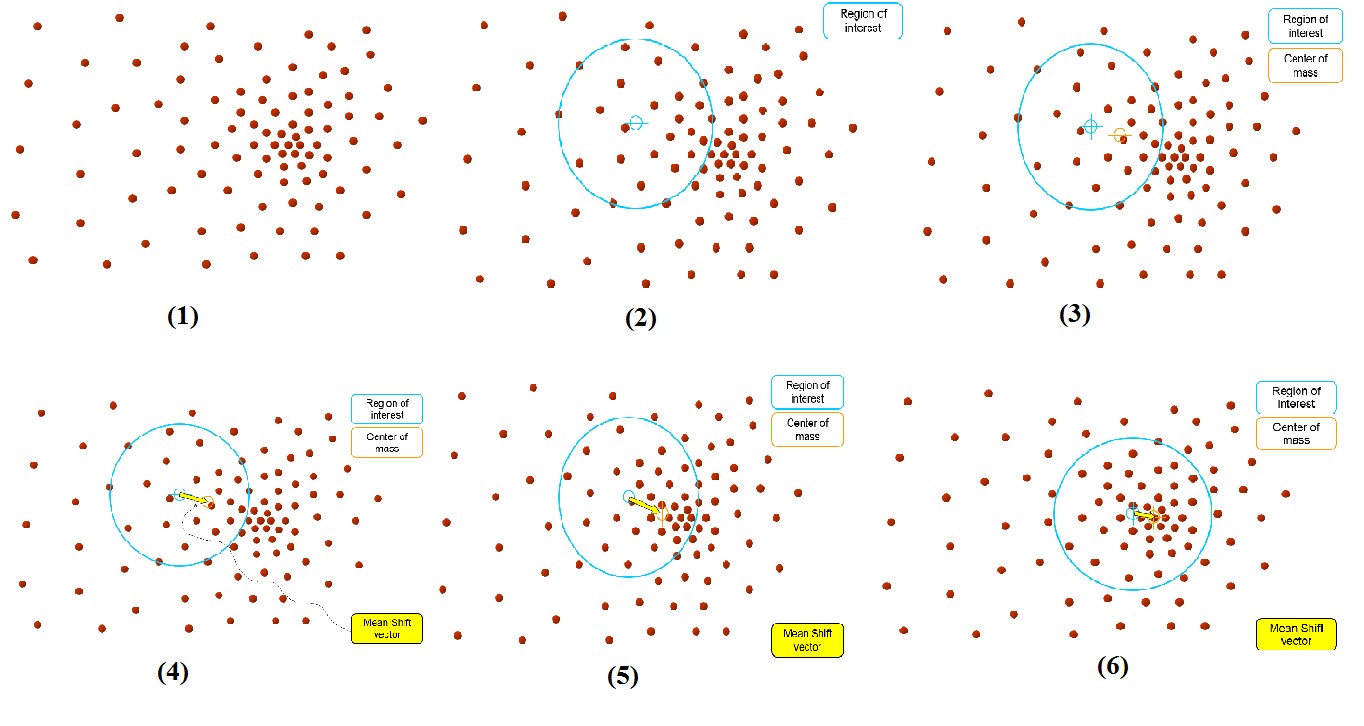 Region of
interest
Region of
interest
Center of
mass
(1)
(2)
(3)
Region of
interest
Center of
mass
Mean Shift
vector
Region of
interest
Center of
mass
Mean Shift
vector
Region of
interest
Center of
mass
Mean Shift
vector
(4)
(5)
(6)